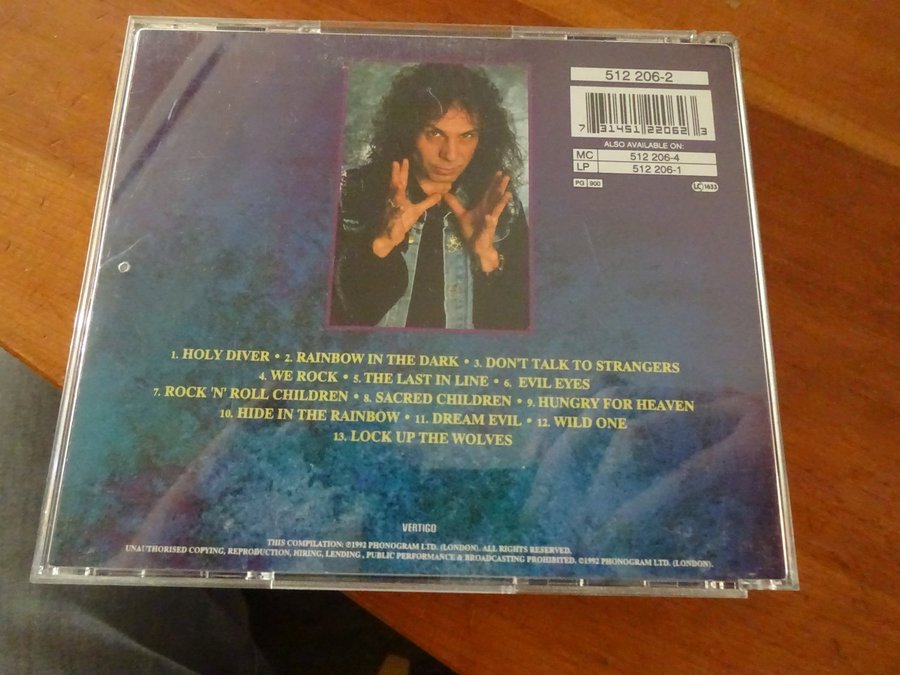 512 206-2
7 31451 22062 3
ALSO AVAILABLE ON:
MC 512 206-4
LP 512 206-1
PG 900 LC 1633
1. HOLY DIVER • 2. RAINBOW IN THE DARK • 3. DON'T TALK TO STRANGERS
4. WE ROCK • 5. THE LAST IN LINE • 6. EVIL EYES
7. ROCK 'N' ROLL CHILDREN • 8. SACRED CHILDREN • 9. HUNGRY FOR HEAVEN
10. HIDE IN THE RAINBOW • 11. DREAM EVIL • 12. WILD ONE
13. LOCK UP THE WOLVES
VERTIGO
THIS COMPILATION: ℗1992 PHONOGRAM LTD. (LONDON). ALL RIGHTS RESERVED.
UNAUTHORISED COPYING, REPRODUCTION, HIRING, LENDING , PUBLIC PERFORMANCE & BROADCASTING PROHIBITED. ©1992 PHONOGRAM LTD. (LONDON).